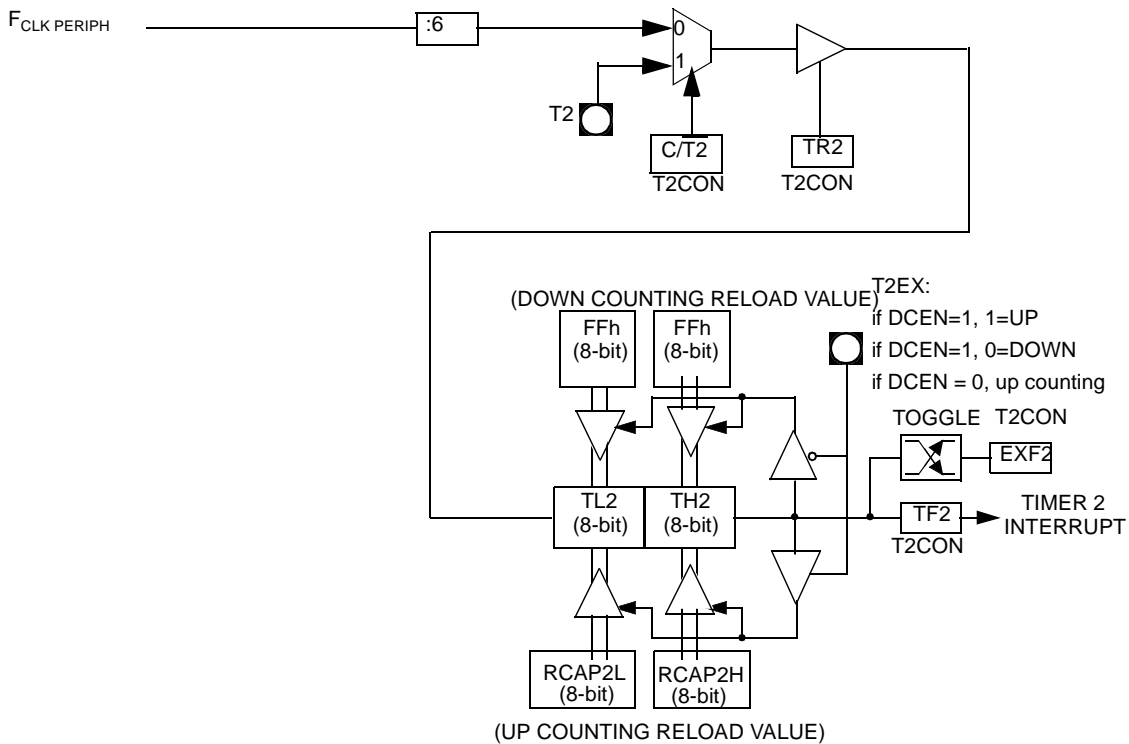 FCLK PERIPH
:6
0
1
T2
C/T2
T2CON
TR2
T2CON
(DOWN COUNTING RELOAD VALUE)
T2EX:
if DCEN=1, 1=UP
if DCEN=1, 0=DOWN
if DCEN = 0, up counting
FFh
(8-bit)
FFh
(8-bit)
TOGGLE
T2CON
EXF2
TL2
(8-bit)
TH2
(8-bit)
TF2
T2CON
TIMER 2
INTERRUPT
RCAP2L
(8-bit)
RCAP2H
(8-bit)
(UP COUNTING RELOAD VALUE)